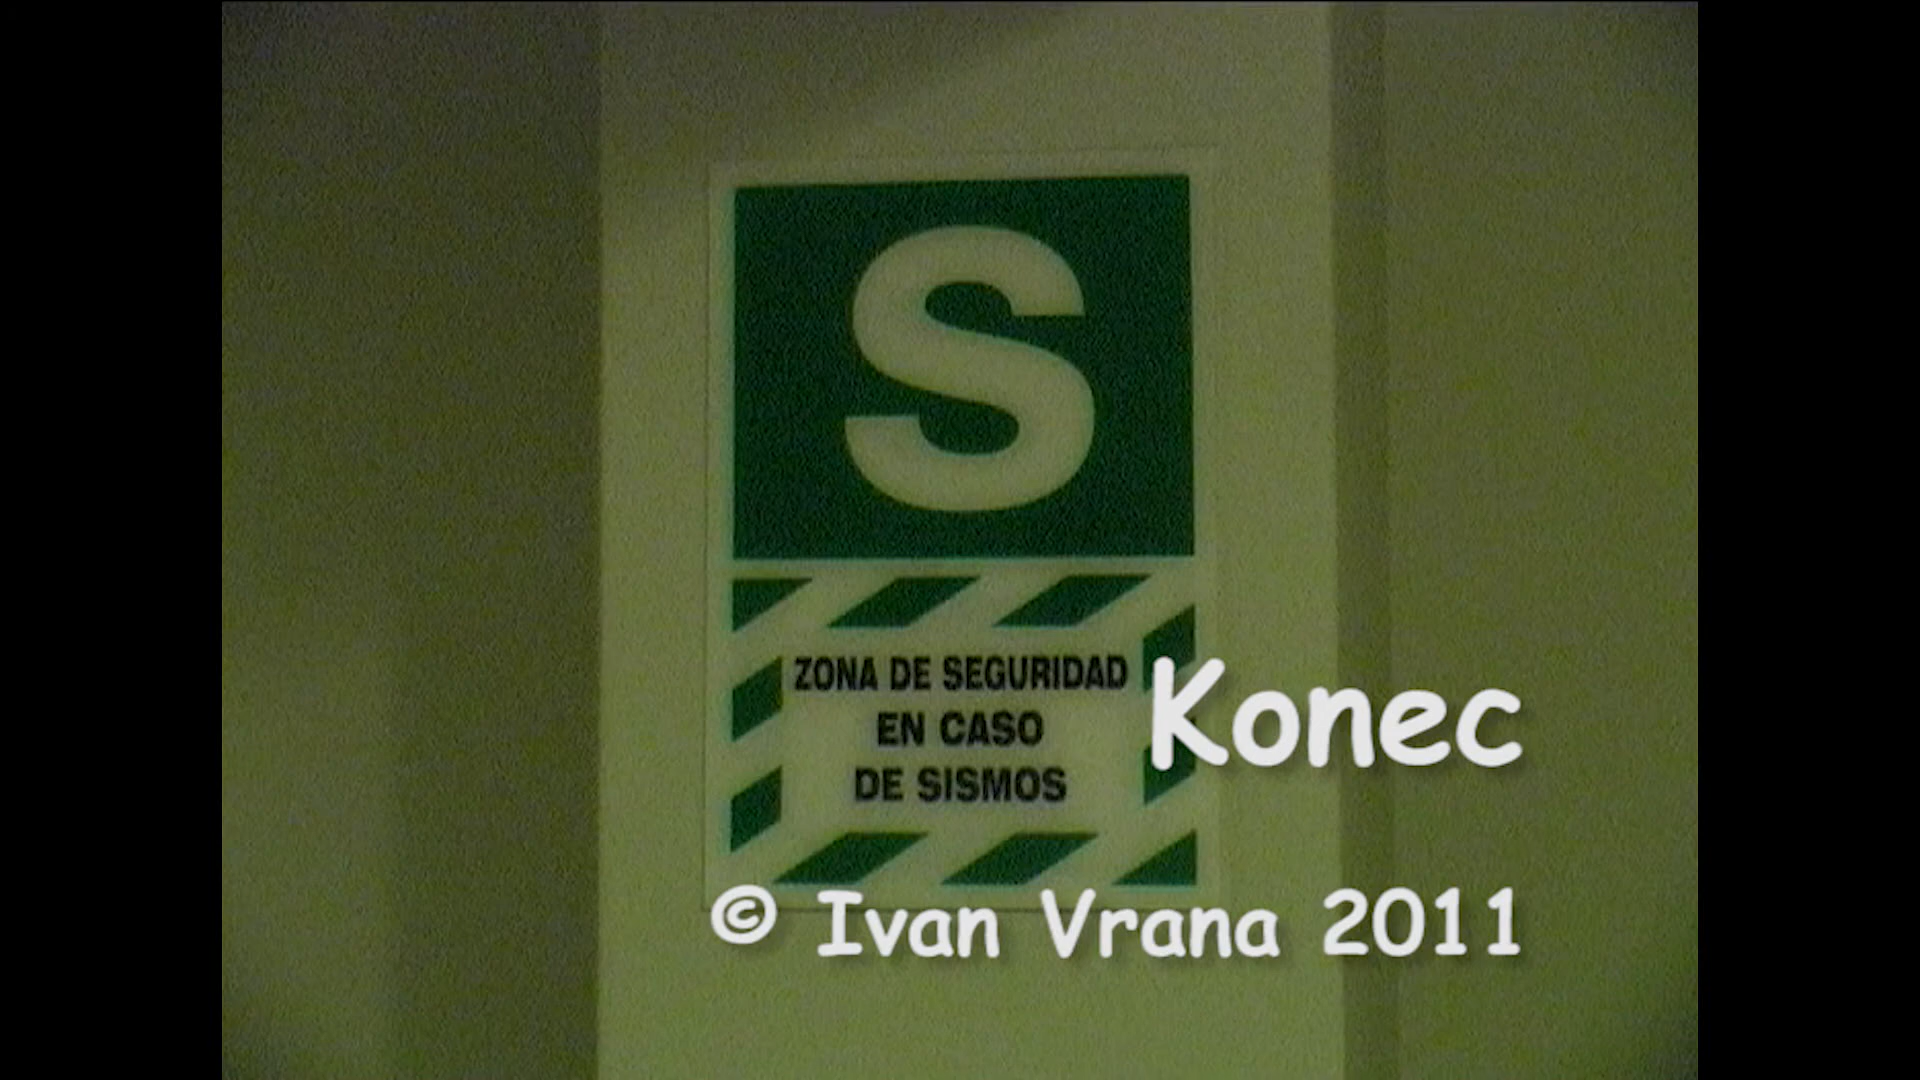 S
ZONA DE SEGURIDAD
EN CASO
DE SISMOS
Konec
© Ivan Vrana 2011